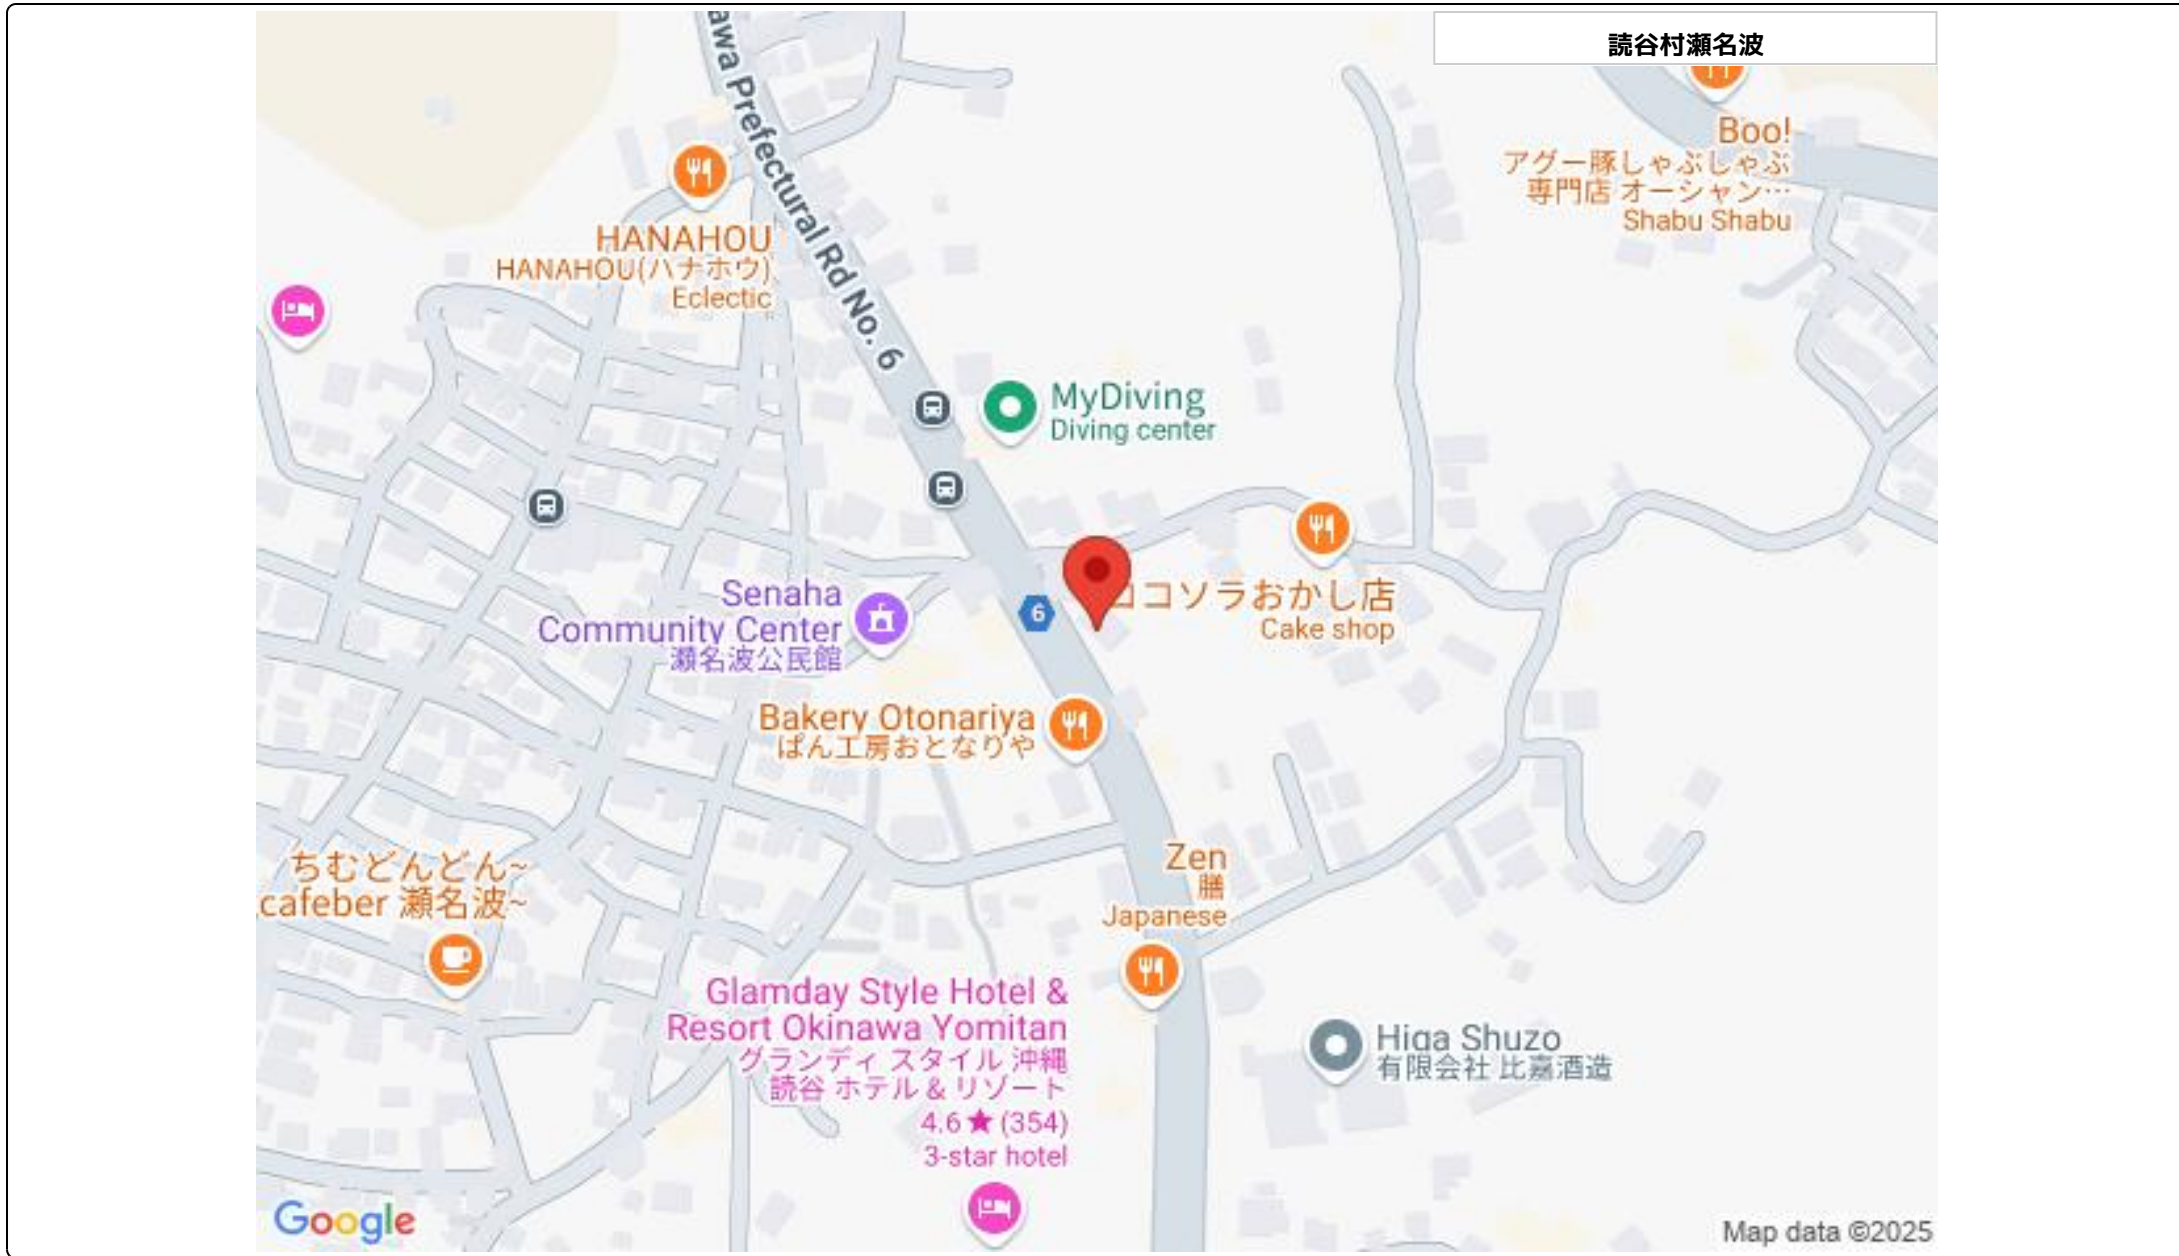 読谷村瀬名波
awa Prefectural Rd No. 6
Boo!
アグー豚しゃぶしゃぶ
専門店 オーシャン…
Shabu Shabu
HANAHOU
HANAHOU(ハナホウ)
Eclectic
MyDiving
Diving center
ココソラおかし店
Cake shop
Senaha
Community Center
瀬名波公民館
6
Bakery Otonariya
ぱん工房おとなりや
ちむどんどん~
cafeber 瀬名波~
Zen
膳
Japanese
Glamday Style Hotel &
Resort Okinawa Yomitan
グランディ スタイル 沖縄
読谷 ホテル & リゾート
4.6★(354)
3-star hotel
Higa Shuzo
有限会社 比嘉酒造
Google
Map data ©2025